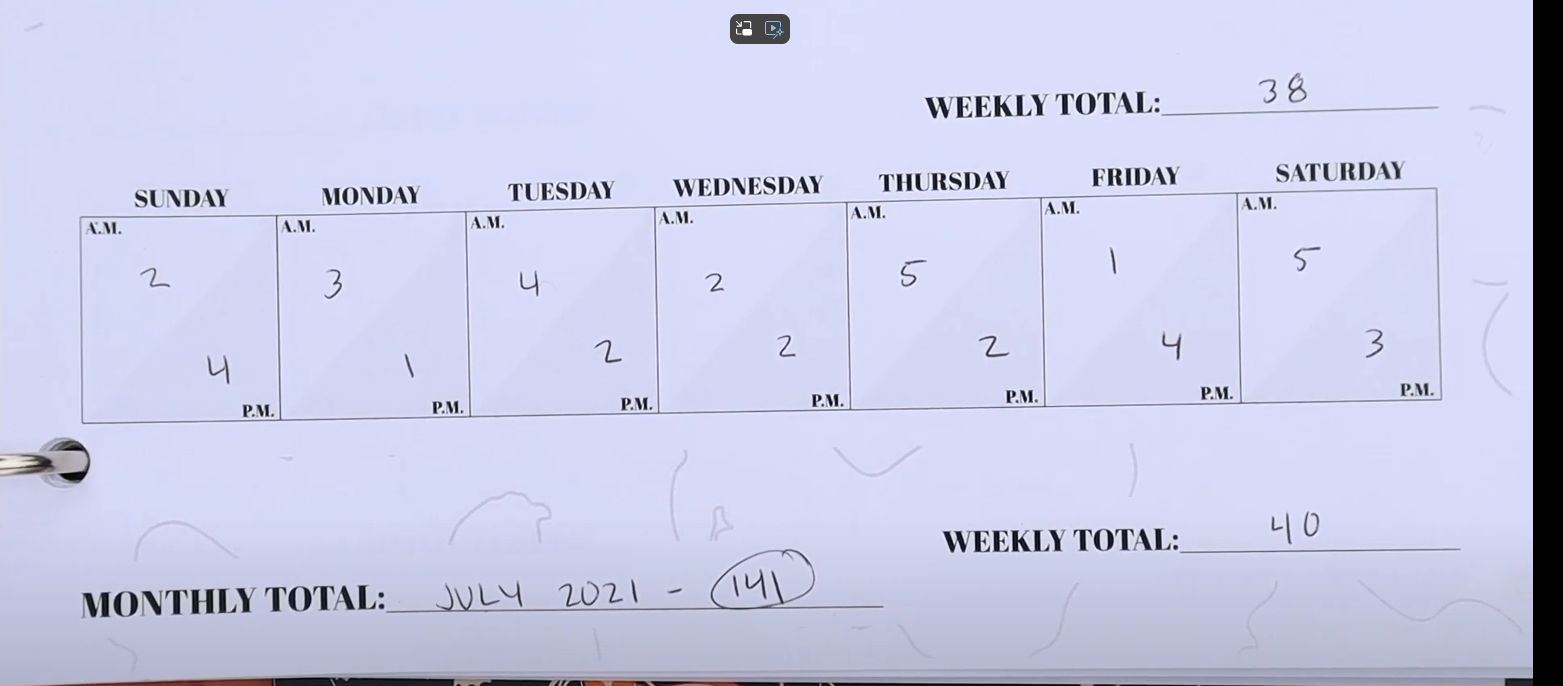 WEEKLY TOTAL: 38
SUNDAY MONDAY TUESDAY WEDNESDAY THURSDAY FRIDAY SATURDAY
A.M. A.M. A.M. A.M. A.M. A.M. A.M.
2 3 4 2 5 1 5
4 1 2 2 2 4 3
P.M. P.M. P.M. P.M. P.M. P.M. P.M.
WEEKLY TOTAL: 40
MONTHLY TOTAL: JULY 2021 - 141